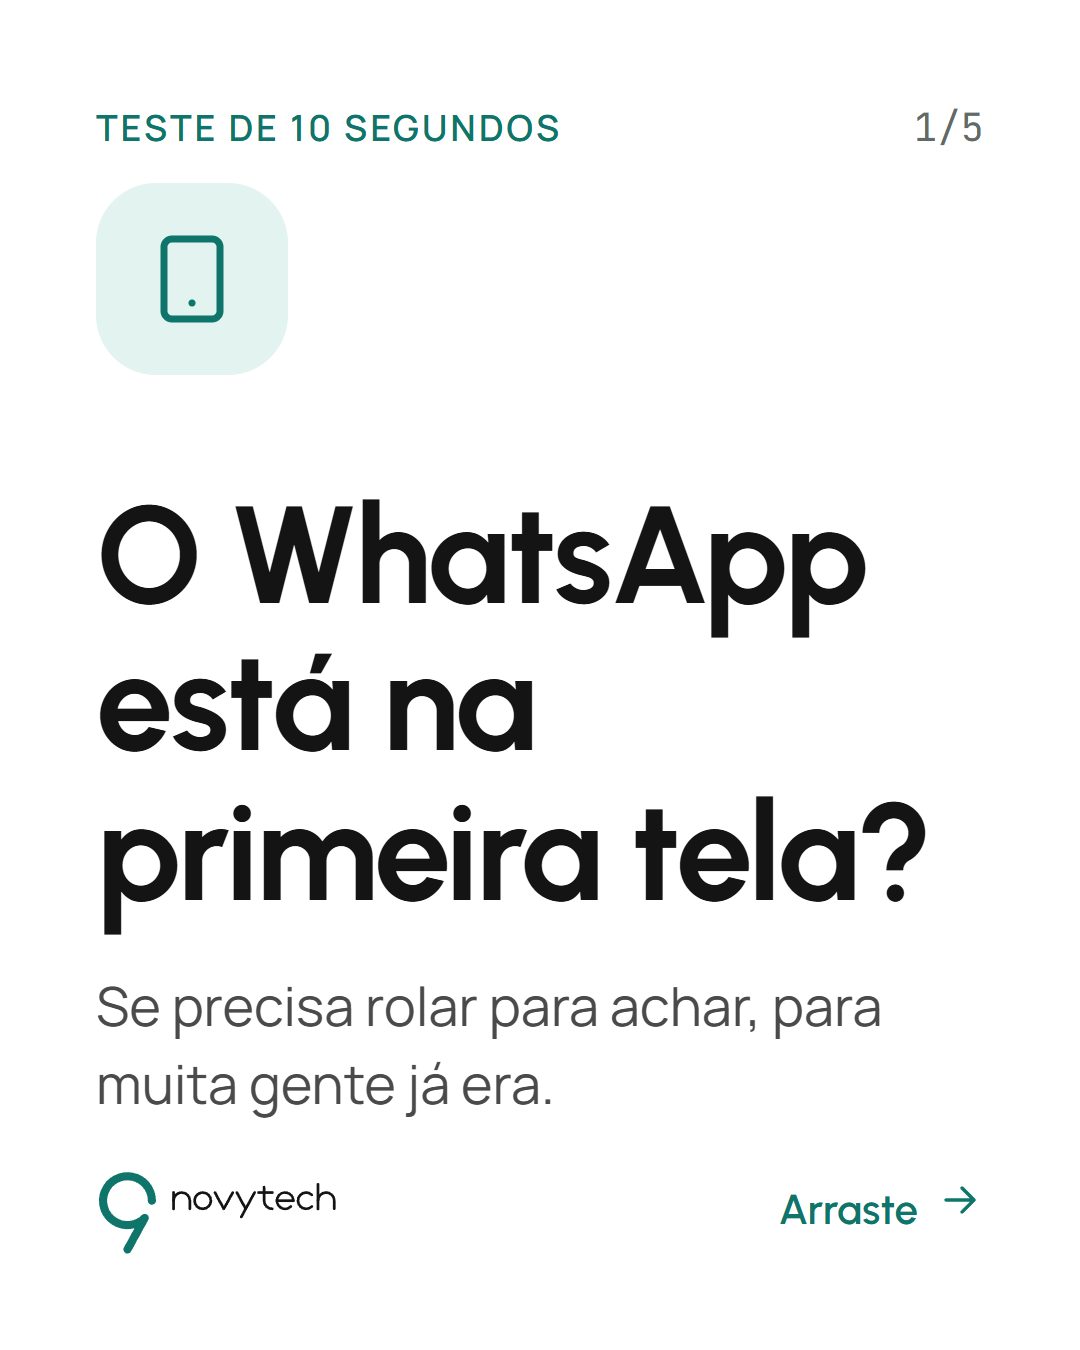 TESTE DE 10 SEGUNDOS
1/5
O WhatsApp
está na
primeira tela?
Se precisa rolar para achar, para
muita gente já era.
novytech
Arraste →